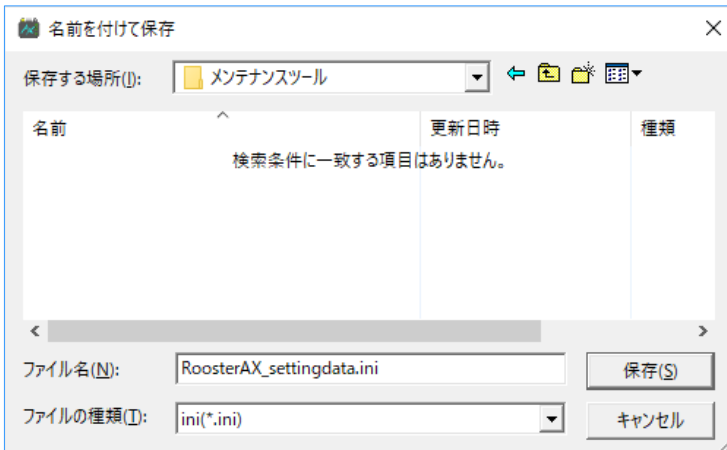 名前を付けて保存
保存する場所(I):
メンテナンスツール
名前 更新日時 種類
検索条件に一致する項目はありません。
ファイル名(N): RoosterAX_settingdata.ini 保存(S)
ファイルの種類(T): ini(*.ini) キャンセル